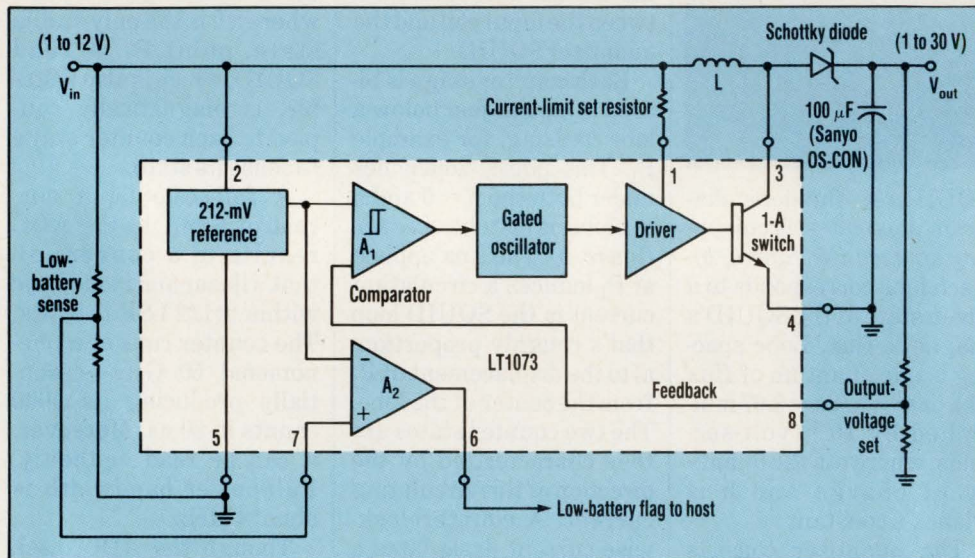 (1 to 12 V)
V_in
Schottky diode
(1 to 30 V)
V_out
L
Current-limit set resistor
100 µF
(Sanyo
OS-CON)
2
1
3
212-mV
reference
A₁
Comparator
Gated
oscillator
Driver
1-A
switch
Low-
battery
sense
4
A₂
−
+
LT1073
Feedback
8
Output-
voltage
set
5
7
6
Low-battery flag to host